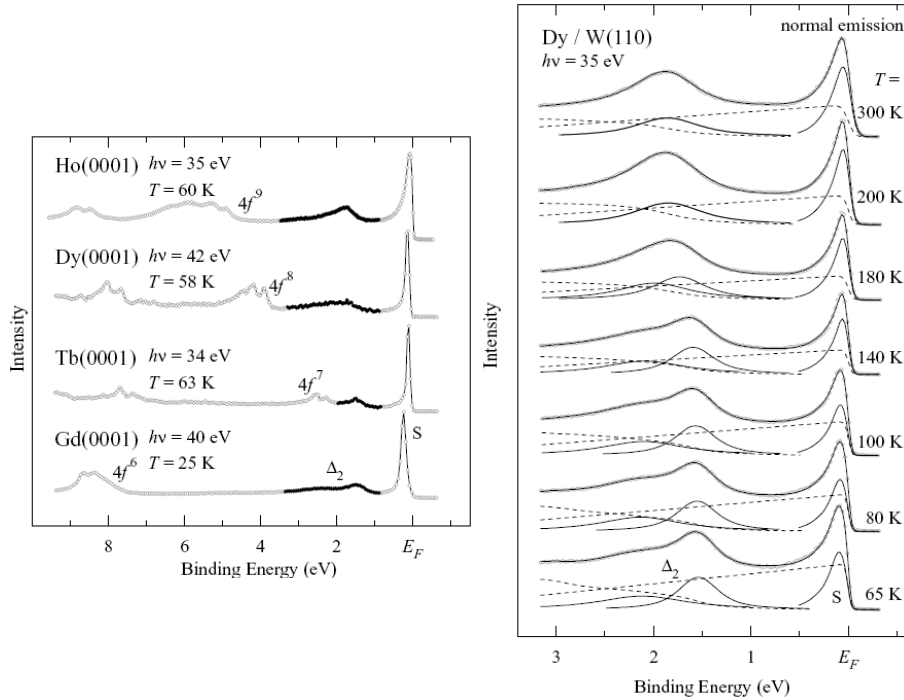 Ho(0001) hν = 35 eV
T = 60 K
4f⁹
Dy(0001) hν = 42 eV
T = 58 K
4f⁸
Tb(0001) hν = 34 eV
T = 63 K
4f⁷
Gd(0001) hν = 40 eV
T = 25 K
4f⁶
Δ₂
S
Intensity
8 6 4 2 E_F
Binding Energy (eV)
normal emission
Dy / W(110)
hν = 35 eV
T =
300 K
200 K
180 K
140 K
100 K
80 K
65 K
Δ₂
S
Intensity
3 2 1 E_F
Binding Energy (eV)